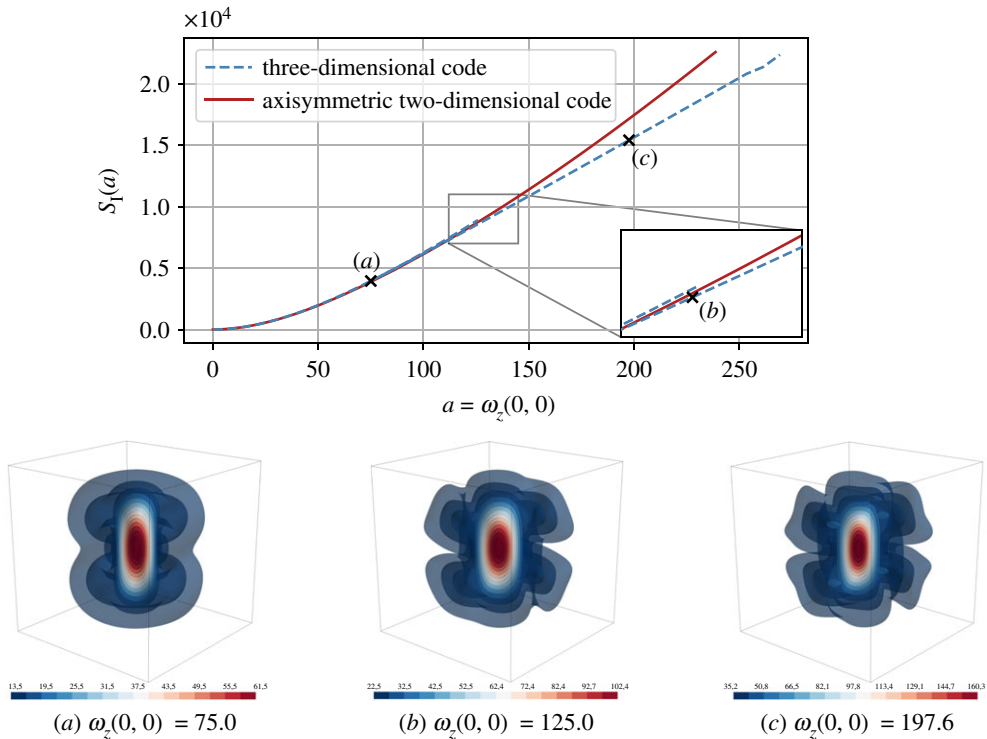 ×10⁴
three-dimensional code
axisymmetric two-dimensional code
2.0
1.5
1.0
0.5
0.0
S_I(a)
(a)
(b)
(c)
0 50 100 150 200 250
a = ω_z(0, 0)
13,5 19,5 25,5 31,5 37,5 43,5 49,5 55,5 61,5
(a) ω_z(0, 0) = 75.0
22,5 32,5 42,5 52,5 62,4 72,4 82,4 92,7 102,4
(b) ω_z(0, 0) = 125.0
35,2 50,8 66,5 82,1 97,8 113,4 129,1 144,7 160,3
(c) ω_z(0, 0) = 197.6